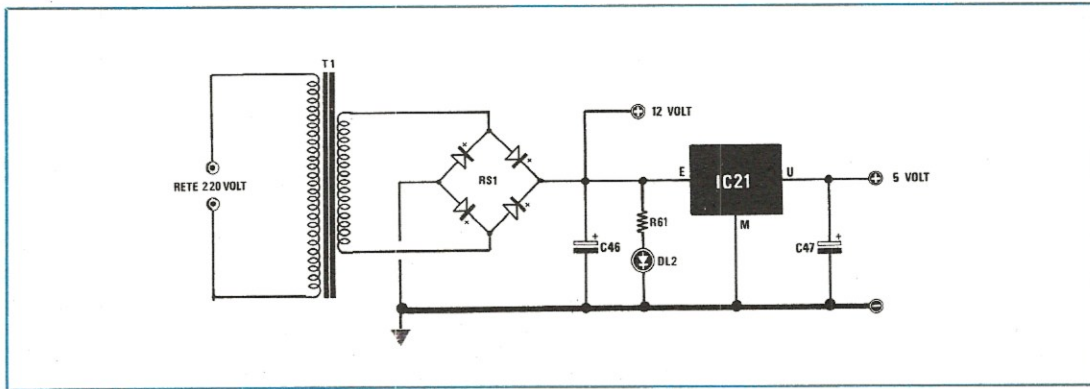 T1
12 VOLT
RETE 220 VOLT
RS1
E
IC21
U
5 VOLT
M
R61
C46
DL2
C47